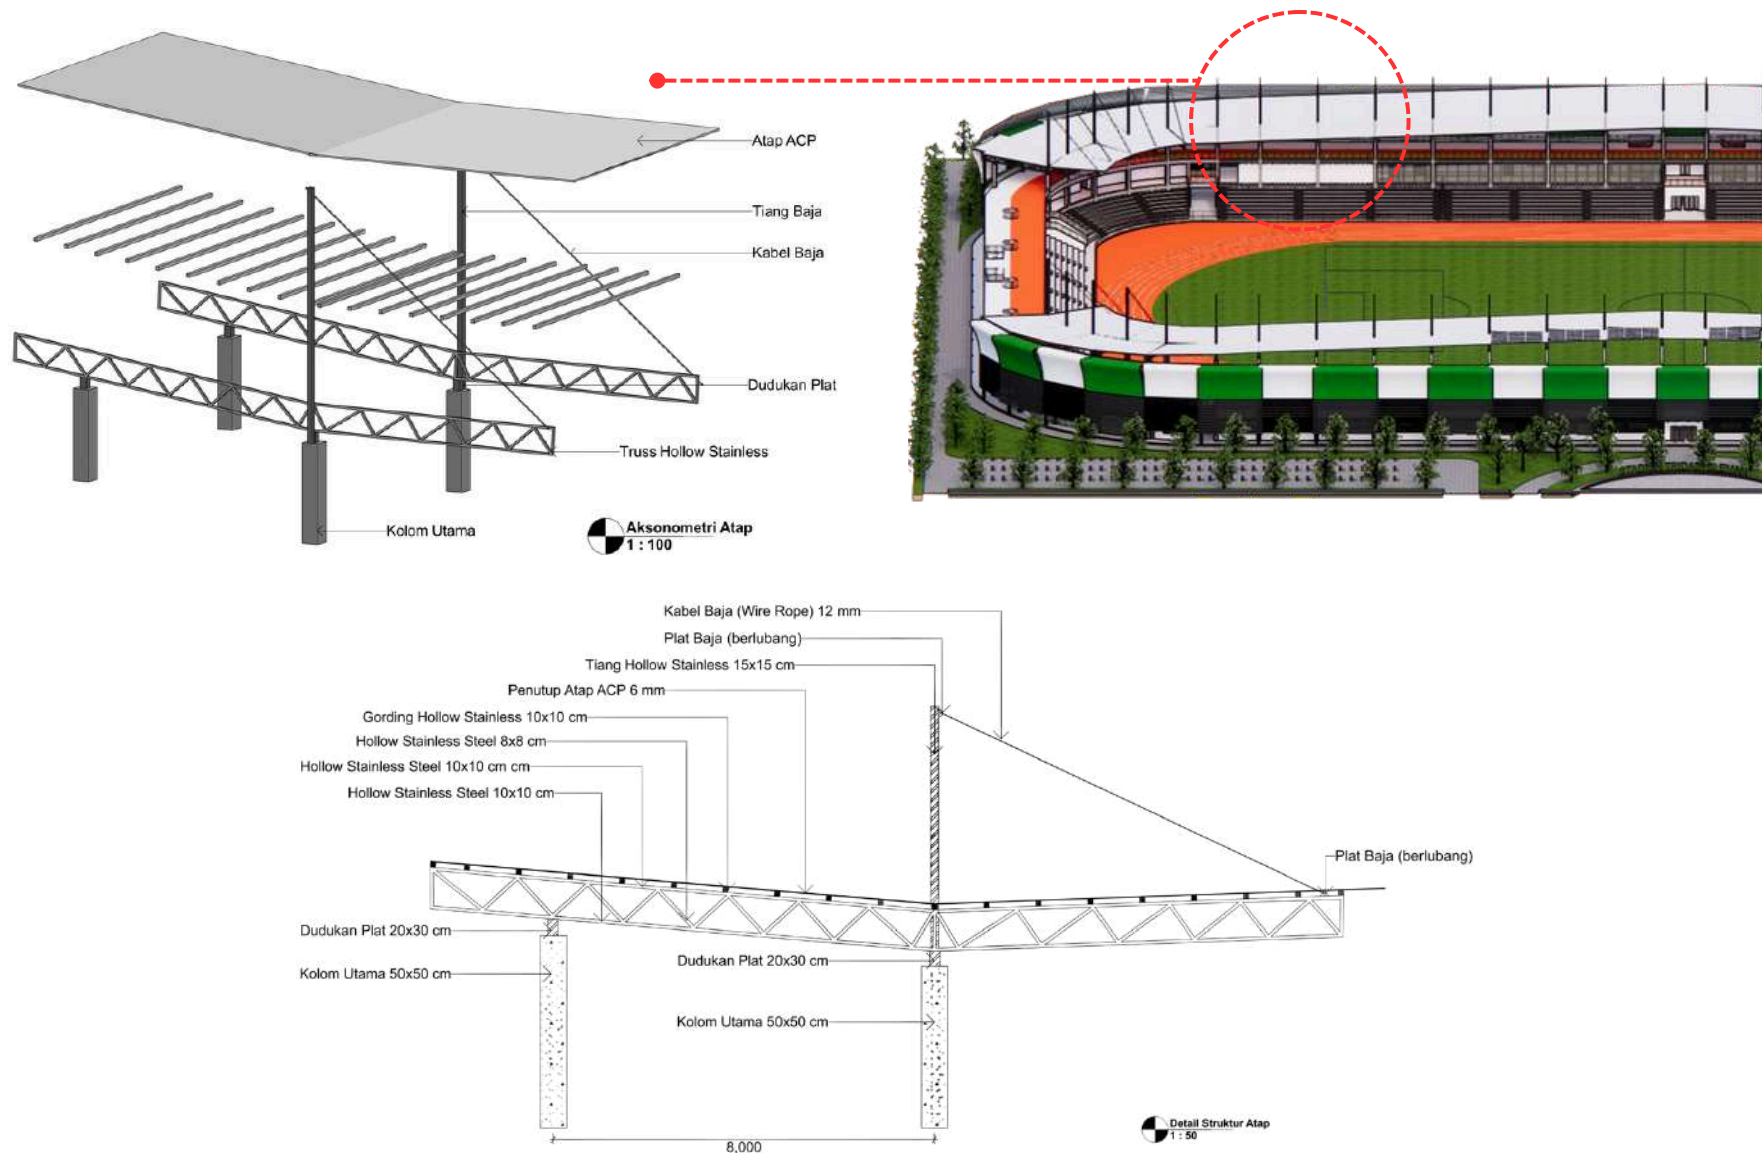 Atap ACP
Tiang Baja
Kabel Baja
Dudukan Plat
Truss Hollow Stainless
Kolom Utama
Aksonometri Atap
1 : 100
Kabel Baja (Wire Rope) 12 mm
Plat Baja (berlubang)
Tiang Hollow Stainless 15x15 cm
Penutup Atap ACP 6 mm
Gording Hollow Stainless 10x10 cm
Hollow Stainless Steel 8x8 cm
Hollow Stainless Steel 10x10 cm cm
Hollow Stainless Steel 10x10 cm
Plat Baja (berlubang)
Dudukan Plat 20x30 cm
Dudukan Plat 20x30 cm
Kolom Utama 50x50 cm
Kolom Utama 50x50 cm
8,000
Detail Struktur Atap
1 : 50